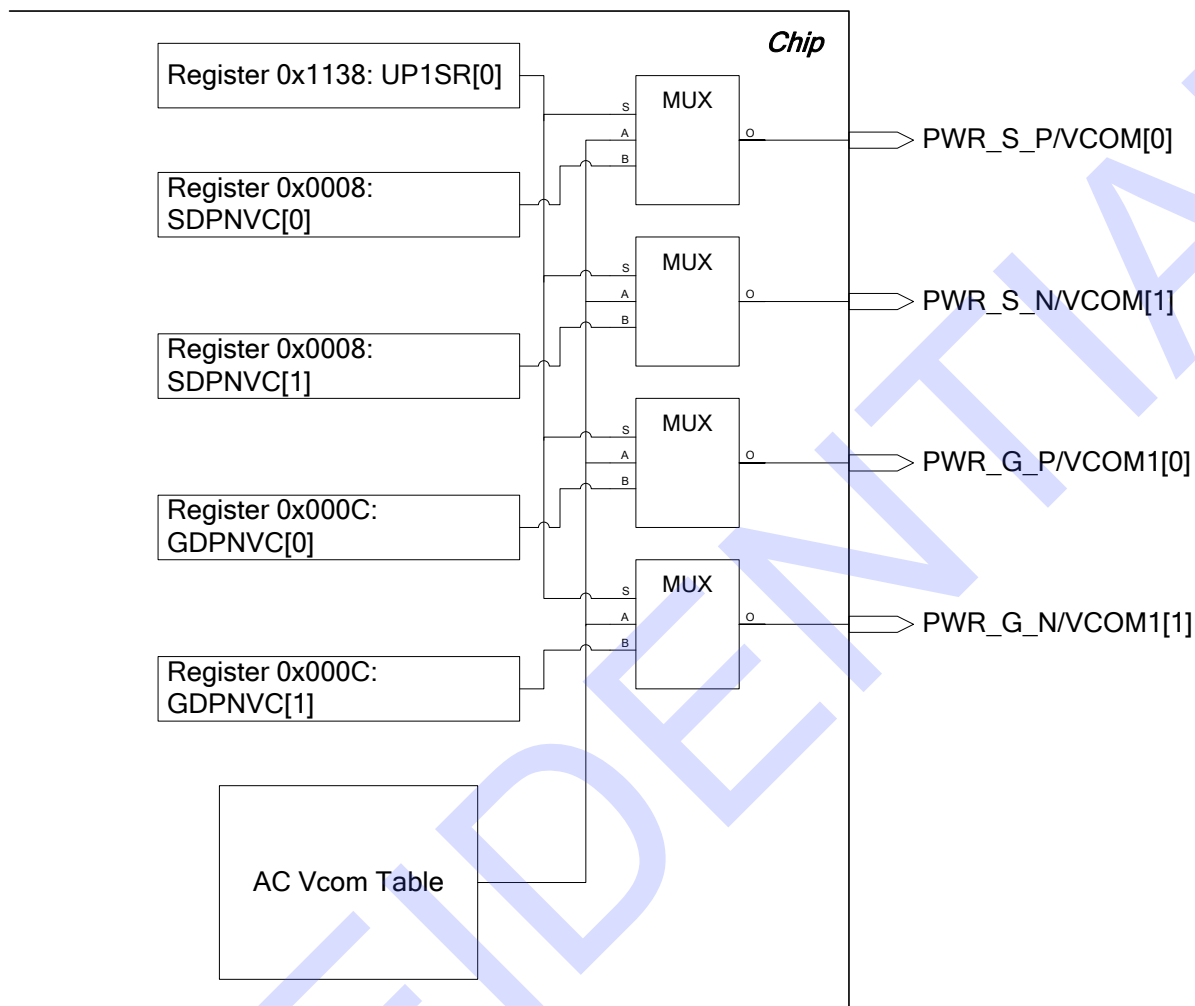 Chip
Register 0x1138: UP1SR[0]
MUX
S
A
B
O
PWR_S_P/VCOM[0]
Register 0x0008:
SDPNVC[0]
MUX
S
A
B
O
PWR_S_N/VCOM[1]
Register 0x0008:
SDPNVC[1]
MUX
S
A
B
O
PWR_G_P/VCOM1[0]
Register 0x000C:
GDPNVC[0]
MUX
S
A
B
O
PWR_G_N/VCOM1[1]
Register 0x000C:
GDPNVC[1]
AC Vcom Table
FIDENTIA